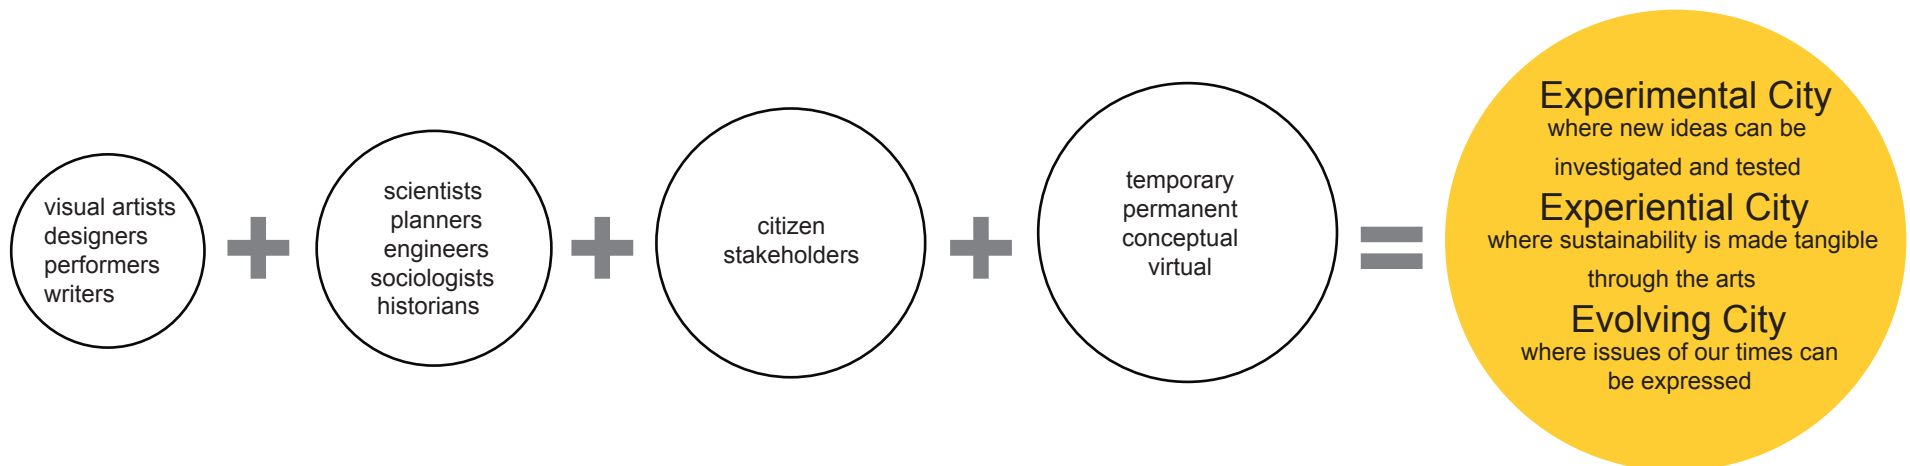 visual artists
designers
performers
writers
+
scientists
planners
engineers
sociologists
historians
+
citizen
stakeholders
+
temporary
permanent
conceptual
virtual
=
Experimental City
where new ideas can be
investigated and tested
Experiential City
where sustainability is made tangible
through the arts
Evolving City
where issues of our times can
be expressed